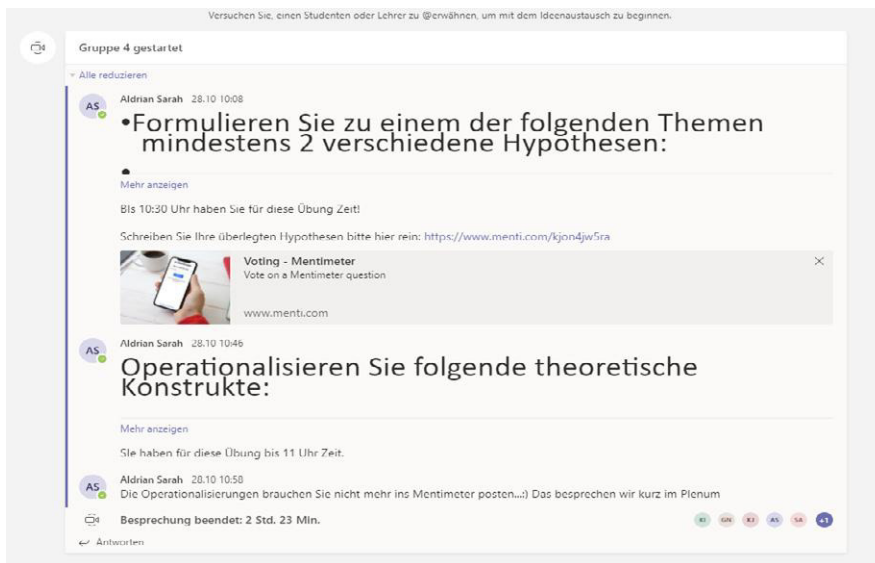 Versuchen Sie, einen Studenten oder Lehrer zu @erwähnen, um mit dem Ideenaustausch zu beginnen.
Gruppe 4 gestartet
Alle reduzieren
AS
Aldrian Sarah 28.10 10:08
•Formulieren Sie zu einem der folgenden Themen
mindestens 2 verschiedene Hypothesen:
•
Mehr anzeigen
BIs 10:30 Uhr haben Sie für diese Übung Zeit!
Schreiben Sie Ihre überlegten Hypothesen bitte hier rein: https://www.menti.com/kjon4jw5ra
Voting - Mentimeter
Vote on a Mentimeter question
www.menti.com
AS
Aldrian Sarah 28.10 10:46
Operationalisieren Sie folgende theoretische
Konstrukte:
Mehr anzeigen
SIe haben für diese Übung bis 11 Uhr Zeit.
AS
Aldrian Sarah 28.10 10:58
Die Operationalisierungen brauchen Sie nicht mehr ins Mentimeter posten...:) Das besprechen wir kurz im Plenum
Besprechung beendet: 2 Std. 23 Min.
GN KJ AS SA +1
Antworten